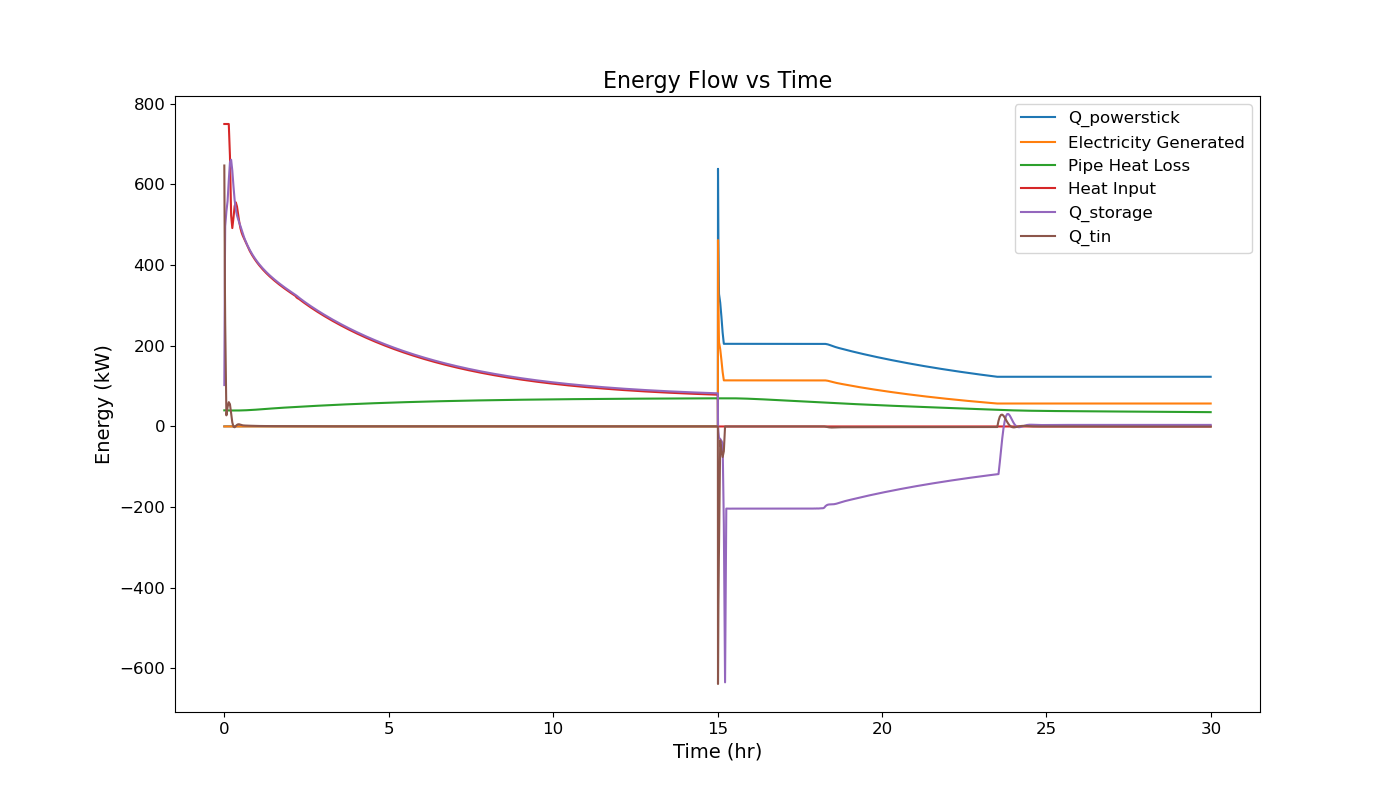 Energy Flow vs Time
Energy (kW)
800
600
400
200
0
−200
−400
−600
Q_powerstick
Electricity Generated
Pipe Heat Loss
Heat Input
Q_storage
Q_tin
0 5 10 15 20 25 30
Time (hr)